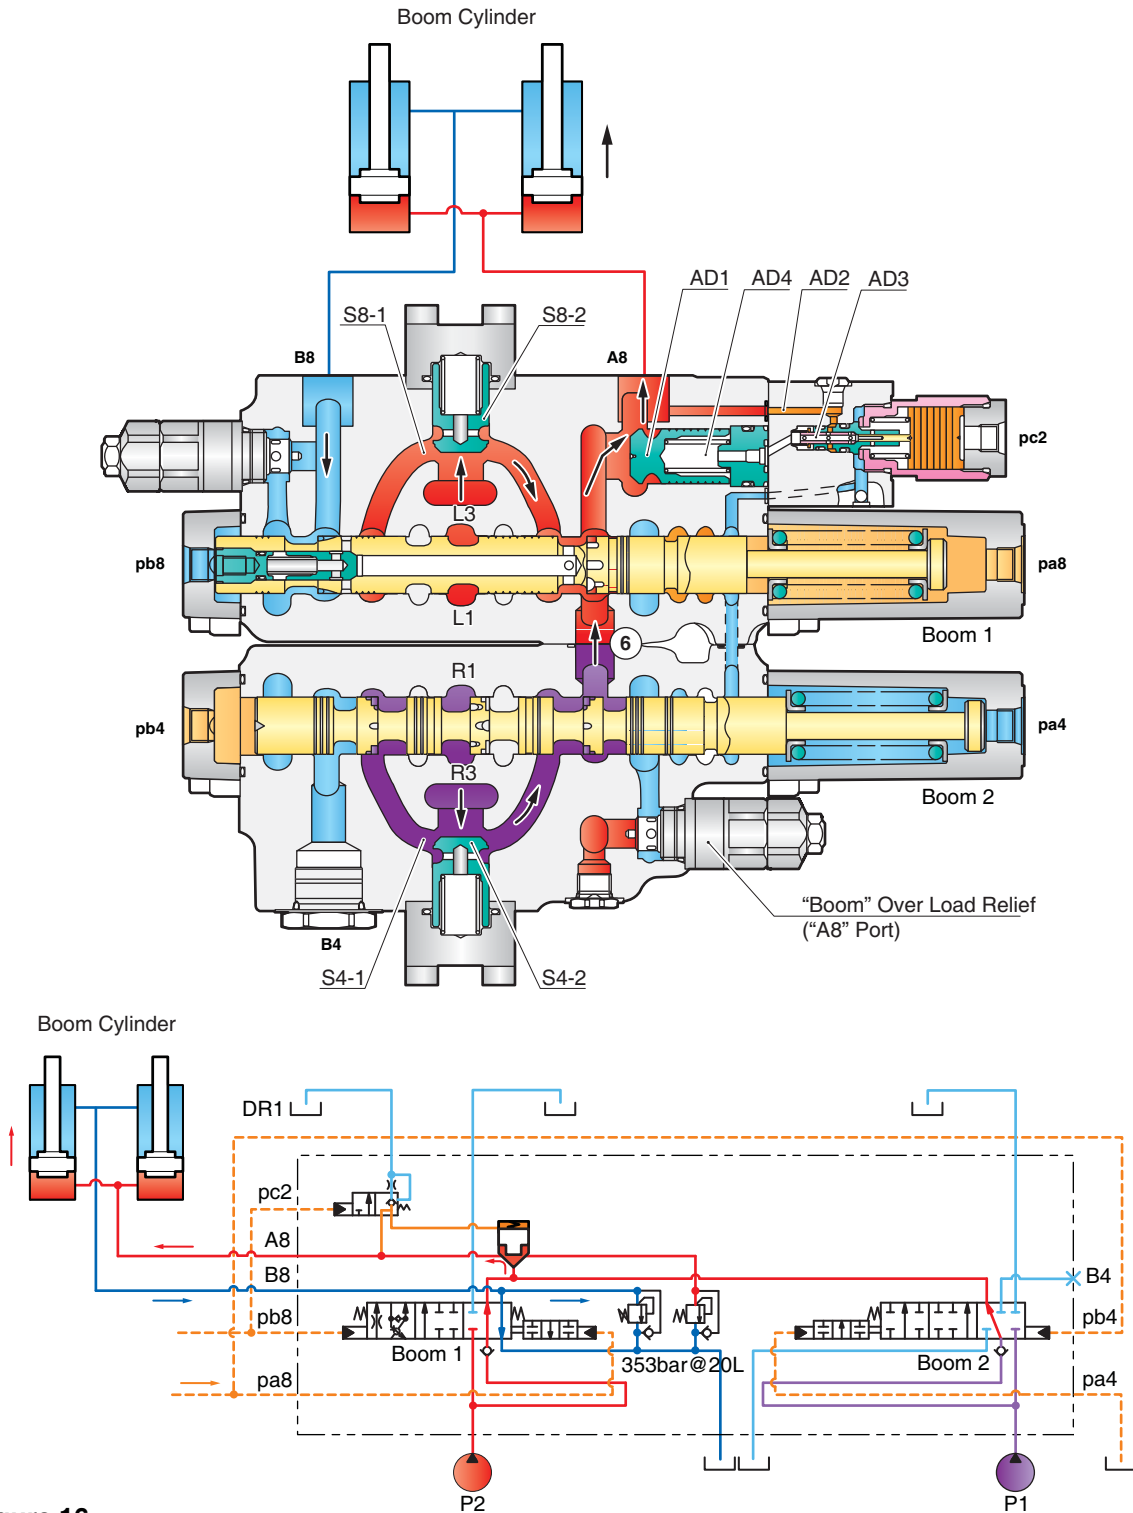 Boom Cylinder
AD1
AD4
AD2
AD3
S8-1
S8-2
B8
A8
pc2
L3
pb8
pa8
L1
Boom 1
6
R1
pb4
pa4
R3
Boom 2
"Boom" Over Load Relief
("A8" Port)
B4
S4-1
S4-2
Boom Cylinder
DR1
pc2
A8
B8
B4
pb8
pb4
Boom 1
353bar@20L
Boom 2
pa8
pa4
P2
P1